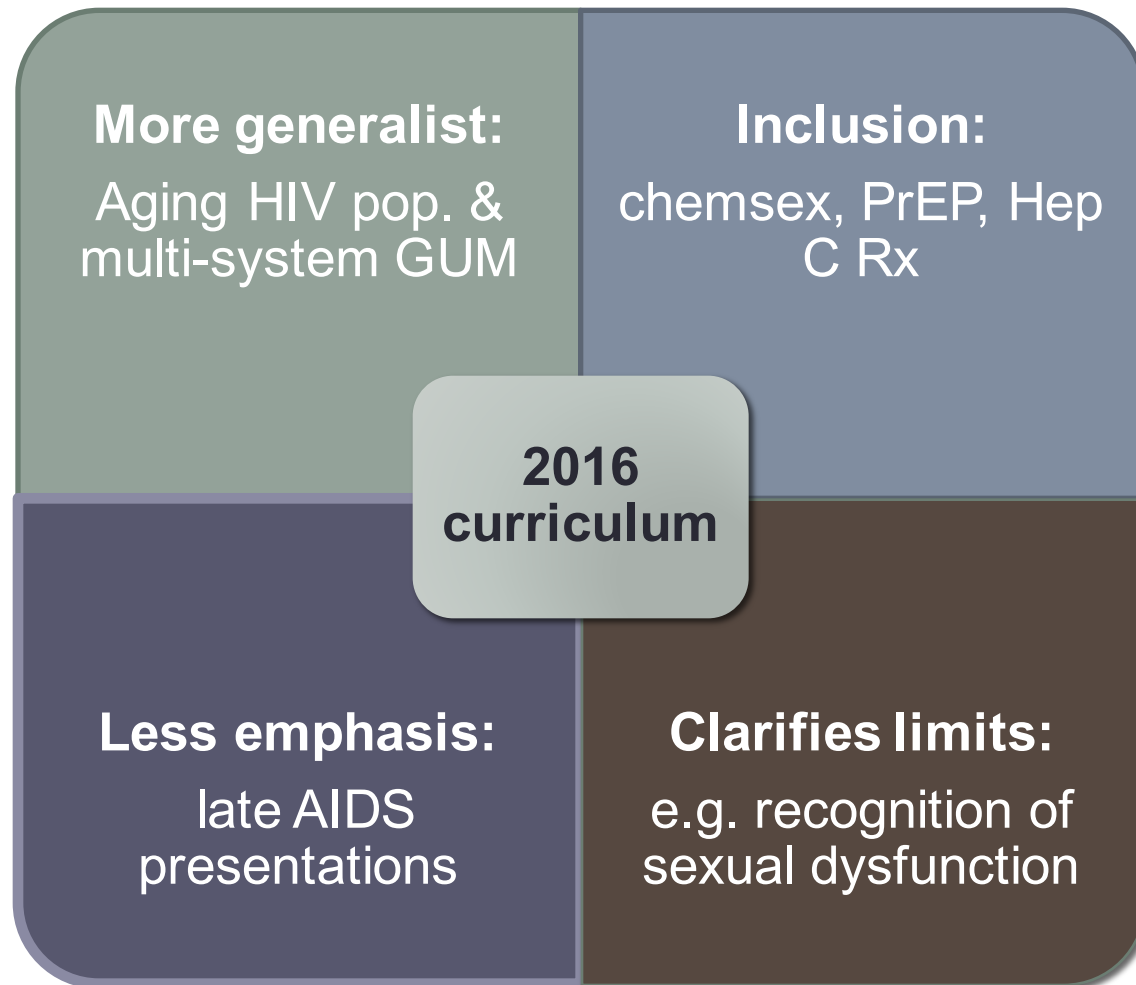 More generalist:
Aging HIV pop. &
multi-system GUM
Inclusion:
chemsex, PrEP, Hep
C Rx
2016
curriculum
Less emphasis:
late AIDS
presentations
Clarifies limits:
e.g. recognition of
sexual dysfunction